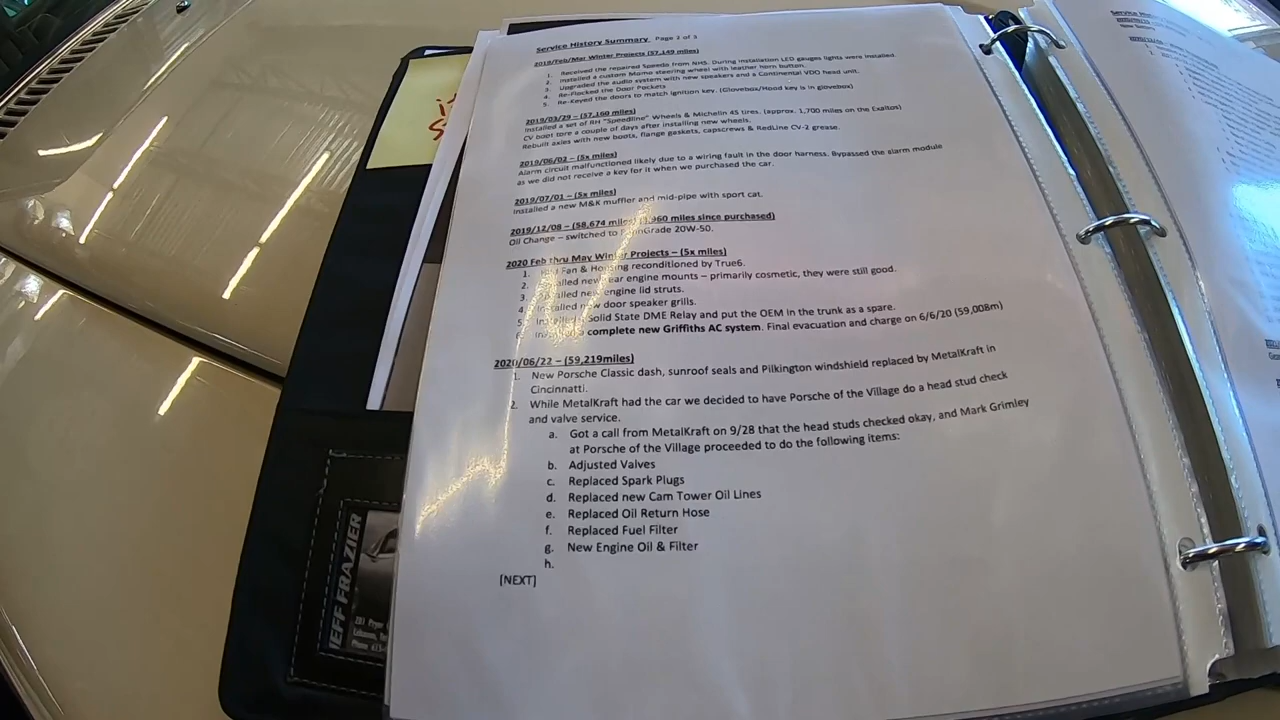 Service History Summary Page 2 of 3
2019/Feb/Mar Winter Projects (57,149 miles)
1. Received the repaired Speedo from NHS. During installation LED gauges lights were installed.
2. Installed a custom Momo steering wheel with leather horn button.
3. Upgraded the audio system with new speakers and a Continental VDO head unit.
4. Re-Flocked the Door Pockets
5. Re-Keyed the doors to match ignition key. (Glovebox/Hood key is in glovebox)
2019/03/29 – (57,160 miles)
Installed a set of RH "Speedline" Wheels & Michelin 4S tires. (approx. 1,700 miles on the Exaltos)
CV boot tore a couple of days after installing new wheels.
Rebuilt axles with new boots, flange gaskets, capscrews & RedLine CV-2 grease.
2019/06/02 – (5x miles)
Alarm circuit malfunctioned likely due to a wiring fault in the door harness. Bypassed the alarm module
as we did not receive a key for it when we purchased the car.
2019/07/01 – (5x miles)
Installed a new M&K muffler and mid-pipe with sport cat.
2019/12/08 – (58,674 miles) 960 miles since purchased)
Oil Change – switched to Grade 20W-50.
2020 Feb thru May Winter Projects – (5x miles)
1. Fan & Housing reconditioned by True6.
2. Installed new rear engine mounts – primarily cosmetic, they were still good.
3. Installed new engine lid struts.
4. Installed new door speaker grills.
5. Solid State DME Relay and put the OEM in the trunk as a spare.
complete new Griffiths AC system. Final evacuation and charge on 6/6/20 (59,008m)
2020/06/22 – (59,219miles)
1. New Porsche Classic dash, sunroof seals and Pilkington windshield replaced by MetalKraft in
Cincinnati.
2. While MetalKraft had the car we decided to have Porsche of the Village do a head stud check
and valve service.
a. Got a call from MetalKraft on 9/28 that the head studs checked okay, and Mark Grimley
at Porsche of the Village proceeded to do the following items:
b. Adjusted Valves
c. Replaced Spark Plugs
d. Replaced new Cam Tower Oil Lines
e. Replaced Oil Return Hose
f. Replaced Fuel Filter
g. New Engine Oil & Filter
h.
[NEXT]
JEFF FRAZIER